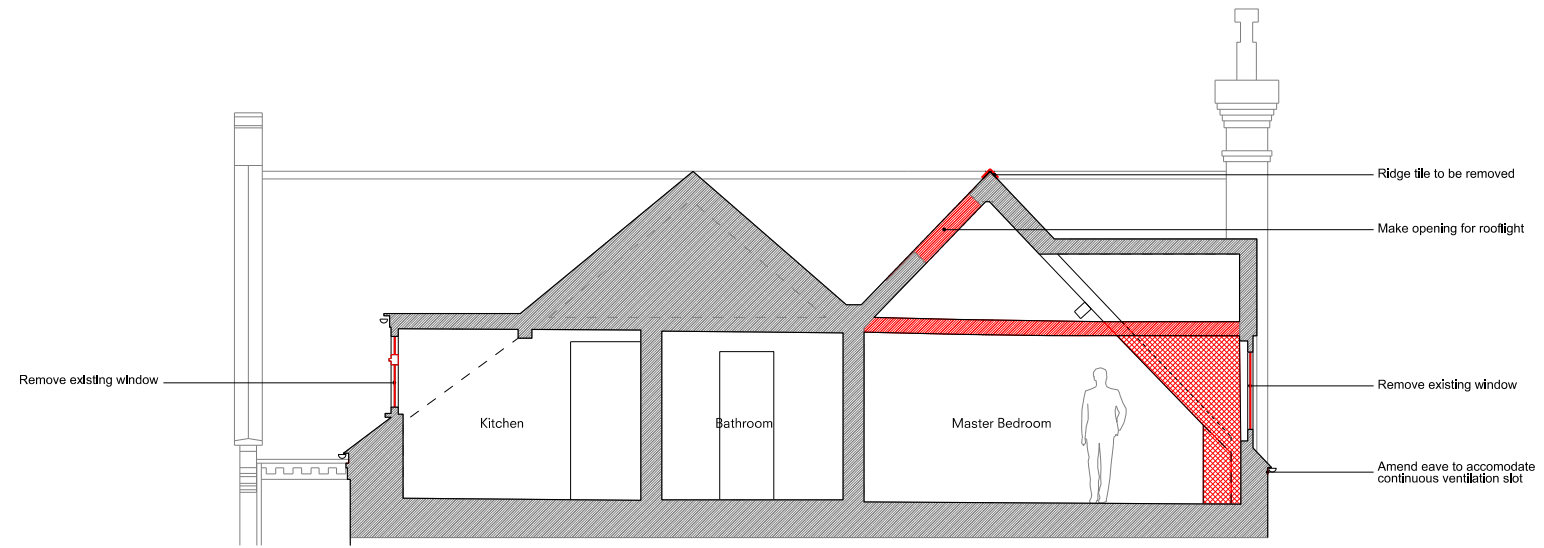 Ridge tile to be removed
Make opening for rooflight
Remove existing window
Remove existing window
Kitchen
Bathroom
Master Bedroom
Amend eave to accomodate
continuous ventilation slot